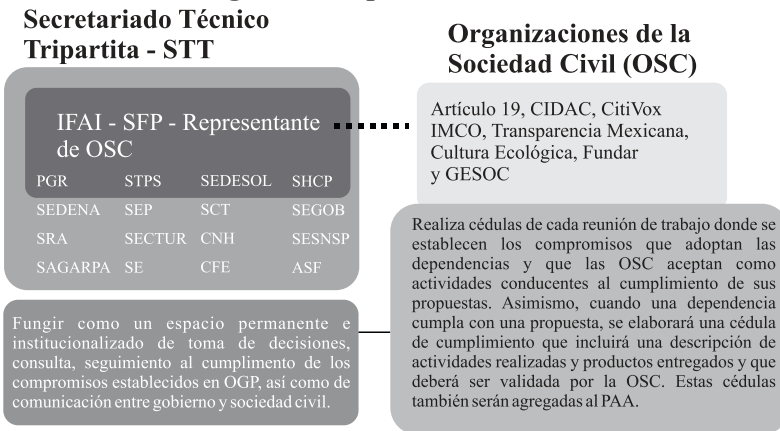 Secretariado Técnico
Tripartita - STT
IFAI - SFP - Representante
de OSC
PGR STPS SEDESOL SHCP
SEDENA SEP SCT SEGOB
SRA SECTUR CNH SESNSP
SAGARPA SE CFE ASF
Fungir como un espacio permanente e
institucionalizado de toma de decisiones,
consulta, seguimiento al cumplimento de los
compromisos establecidos en OGP, así como de
comunicación entre gobierno y sociedad civil.
Organizaciones de la
Sociedad Civil (OSC)
Artículo 19, CIDAC, CitiVox
IMCO, Transparencia Mexicana,
Cultura Ecológica, Fundar
y GESOC
Realiza cédulas de cada reunión de trabajo donde se
establecen los compromisos que adoptan las
dependencias y que las OSC aceptan como
actividades conducentes al cumplimiento de sus
propuestas. Asimismo, cuando una dependencia
cumpla con una propuesta, se elaborará una cédula
de cumplimiento que incluirá una descripción de
actividades realizadas y productos entregados y que
deberá ser validada por la OSC. Estas cédulas
también serán agregadas al PAA.